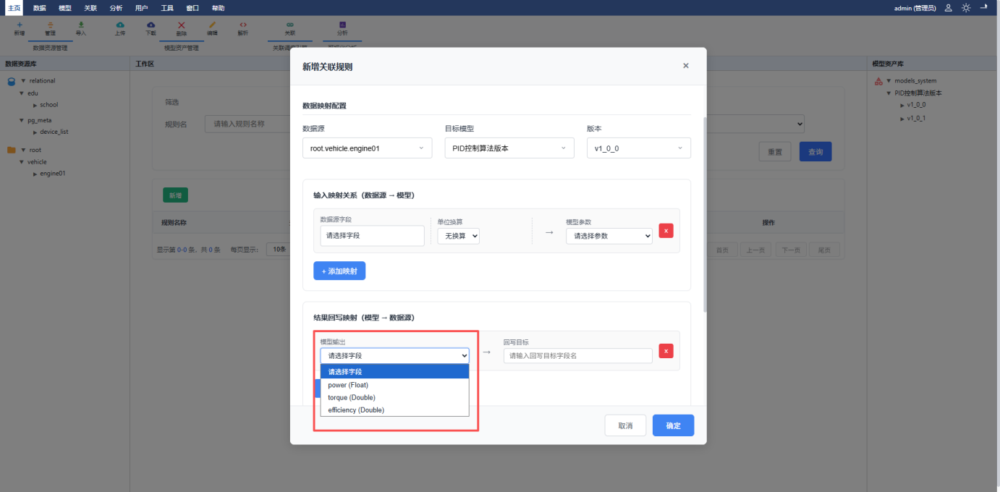 主页 数据 模型 关联 分析 用户 工具 窗口 帮助 admin (管理员)
新增 管理 导入 上传 下载 删除 编辑 解析 关联 分析
数据资源管理 模型资产管理
数据资源库 工作区 模型资产库
relational
edu
school
pg_meta
device_list
root
vehicle
engine01
筛选
规则名 请输入规则名称
重置 查询
新增
规则名称 操作
显示第 0-0 条，共 0 条 每页显示： 10条 首页 上一页 下一页 尾页
新增关联规则 ×
数据映射配置
数据源 目标模型 版本
root.vehicle.engine01 PID控制算法版本 v1_0_0
输入映射关系（数据源 → 模型）
数据源字段 单位换算 模型参数
请选择字段 无换算 → 请选择参数 x
+ 添加映射
结果回写映射（模型 → 数据源）
模型输出 回写目标
请选择字段 → 请输入回写目标字段名 x
请选择字段
power (Float)
torque (Double)
efficiency (Double)
取消 确定
models_system
PID控制算法版本
v1_0_0
v1_0_1